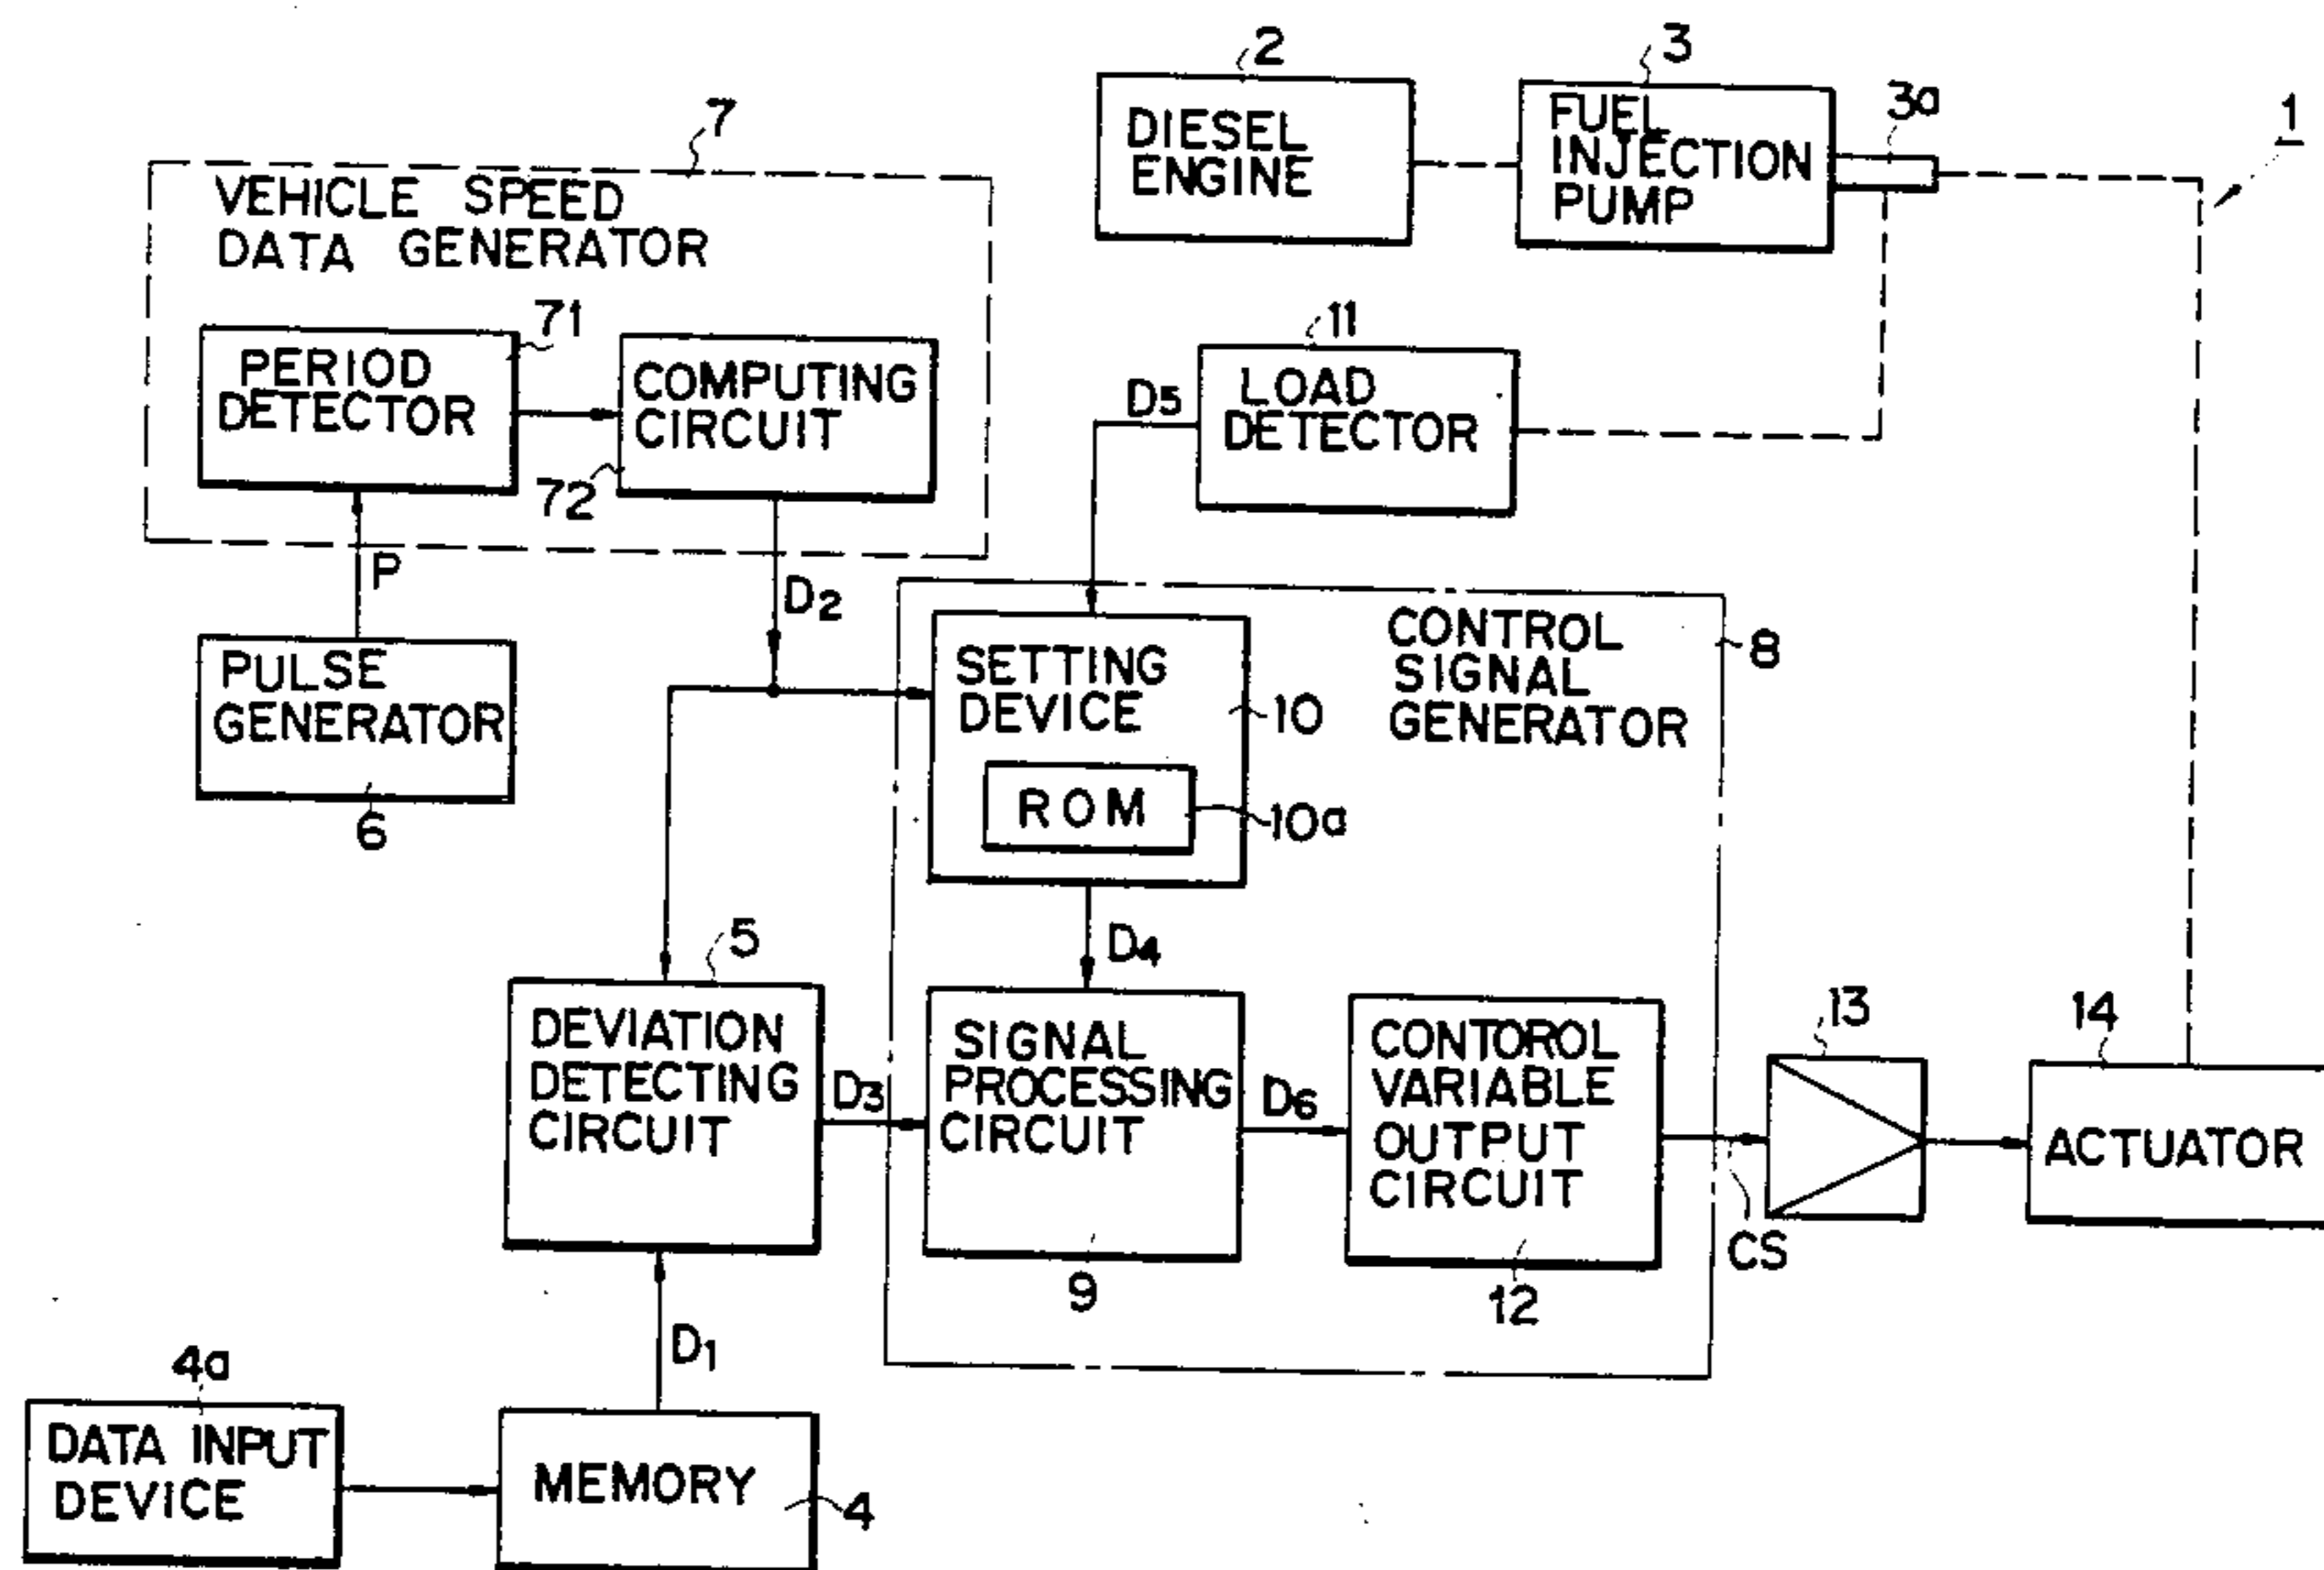 2
3
DIESEL
ENGINE
FUEL
INJECTION
PUMP
3a
1
7
VEHICLE SPEED
DATA GENERATOR
71
PERIOD
DETECTOR
COMPUTING
CIRCUIT
72
11
LOAD
DETECTOR
D5
P
D2
PULSE
GENERATOR
6
CONTROL
SIGNAL
GENERATOR
8
SETTING
DEVICE
10
ROM
10a
D4
5
DEVIATION
DETECTING
CIRCUIT
D3
SIGNAL
PROCESSING
CIRCUIT
9
D6
CONTOROL
VARIABLE
OUTPUT
CIRCUIT
12
CS
13
14
ACTUATOR
D1
4a
DATA INPUT
DEVICE
MEMORY
4